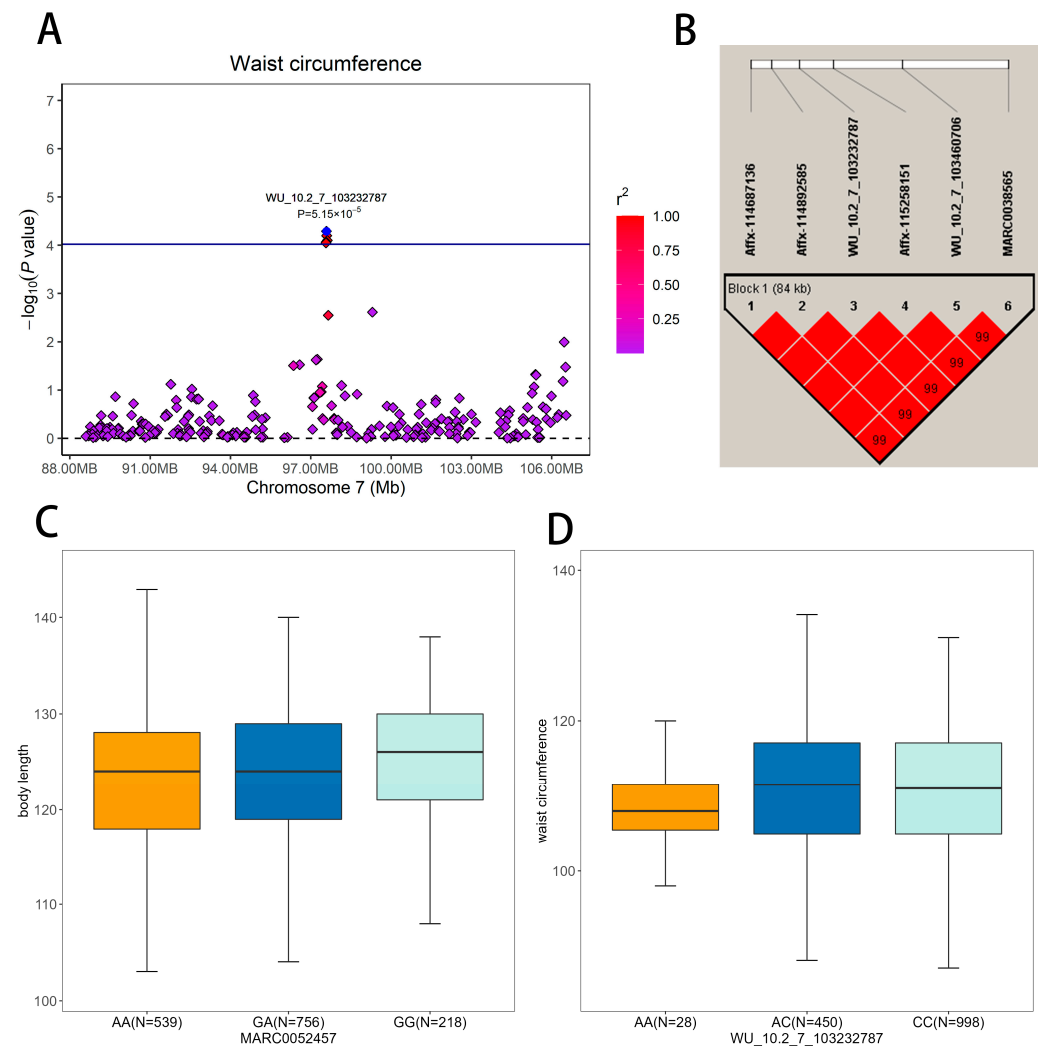 A
Waist circumference
7
6
5
4
3
2
1
0
−log10(P value)
WU_10.2_7_103232787
P=5.15×10−5
88.00MB 91.00MB 94.00MB 97.00MB 100.00MB 103.00MB 106.00MB
Chromosome 7 (Mb)
r2
1.00
0.75
0.50
0.25
B
Affx-114687136
Affx-114892585
WU_10.2_7_103232787
Affx-115258151
WU_10.2_7_103460706
MARC0038565
Block 1 (84 kb)
1 2 3 4 5 6
99
99
99
99
99
C
140
130
120
110
100
body length
AA(N=539) GA(N=756) GG(N=218)
MARC0052457
D
140
120
100
waist circumference
AA(N=28) AC(N=450) CC(N=998)
WU_10.2_7_103232787